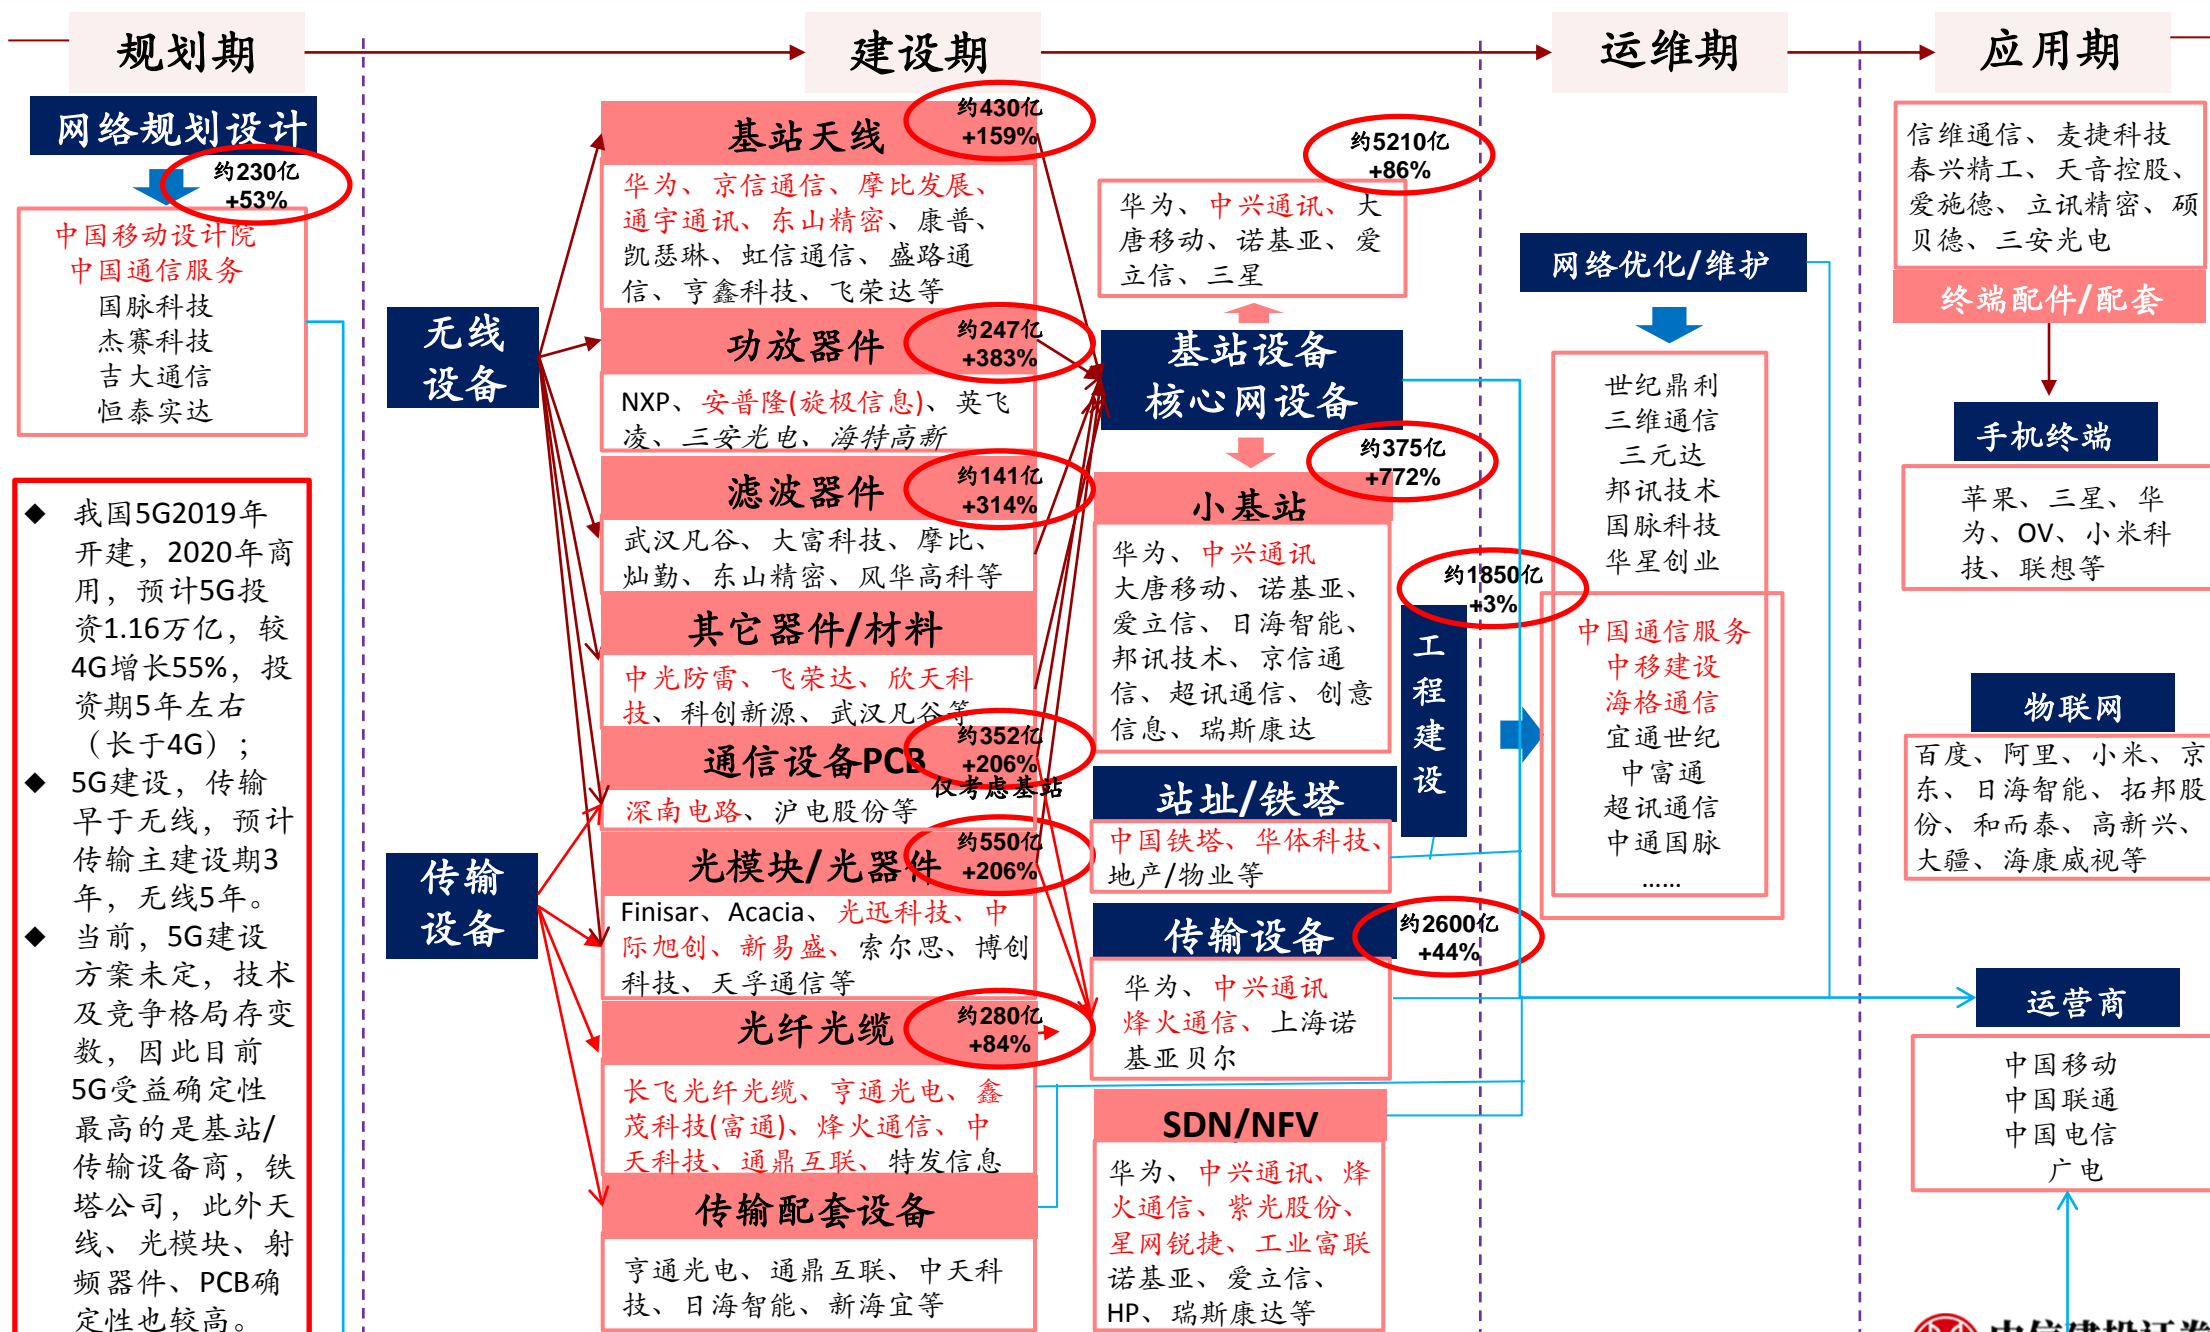 规划期
建设期
运维期
应用期
网络规划设计
约230亿
+53%
中国移动设计院
中国通信服务
国脉科技
杰赛科技
吉大通信
恒泰实达
◆ 我国5G2019年
开建，2020年商
用，预计5G投
资1.16万亿，较
4G增长55%，投
资期5年左右
（长于4G）；
◆ 5G建设，传输
早于无线，预计
传输主建设期3
年，无线5年。
◆ 当前，5G建设
方案未定，技术
及竞争格局存变
数，因此目前
5G受益确定性
最高的是基站/
传输设备商，铁
塔公司，此外天
线、光模块、射
频器件、PCB确
定性也较高。
无线
设备
传输
设备
基站天线
约430亿
+159%
华为、京信通信、摩比发展、
通宇通讯、东山精密、康普、
凯瑟琳、虹信通信、盛路通
信、亨鑫科技、飞荣达等
功放器件
约247亿
+383%
NXP、安普隆(旋极信息)、英飞
凌、三安光电、海特高新
滤波器件
约141亿
+314%
武汉凡谷、大富科技、摩比、
灿勤、东山精密、风华高科等
其它器件/材料
中光防雷、飞荣达、欣天科
技、科创新源、武汉凡谷等
通信设备PCB
约352亿
+206%
仅考虑基站
深南电路、沪电股份等
光模块/光器件
约550亿
+206%
Finisar、Acacia、光迅科技、中
际旭创、新易盛、索尔思、博创
科技、天孚通信等
光纤光缆
约280亿
+84%
长飞光纤光缆、亨通光电、鑫
茂科技(富通)、烽火通信、中
天科技、通鼎互联、特发信息
传输配套设备
亨通光电、通鼎互联、中天科
技、日海智能、新海宜等
约5210亿
+86%
华为、中兴通讯、大
唐移动、诺基亚、爱
立信、三星
基站设备
核心网设备
约375亿
+772%
小基站
华为、中兴通讯
大唐移动、诺基亚、
爱立信、日海智能、
邦讯技术、京信通
信、超讯通信、创意
信息、瑞斯康达
约1850亿
+3%
工
程
建
设
站址/铁塔
中国铁塔、华体科技、
地产/物业等
传输设备
约2600亿
+44%
华为、中兴通讯
烽火通信、上海诺
基亚贝尔
SDN/NFV
华为、中兴通讯、烽
火通信、紫光股份、
星网锐捷、工业富联
诺基亚、爱立信、
HP、瑞斯康达等
网络优化/维护
世纪鼎利
三维通信
三元达
邦讯技术
国脉科技
华星创业
中国通信服务
中移建设
海格通信
宜通世纪
中富通
超讯通信
中通国脉
……
信维通信、麦捷科技
春兴精工、天音控股、
爱施德、立讯精密、硕
贝德、三安光电
终端配件/配套
手机终端
苹果、三星、华
为、OV、小米科
技、联想等
物联网
百度、阿里、小米、京
东、日海智能、拓邦股
份、和而泰、高新兴、
大疆、海康威视等
运营商
中国移动
中国联通
中国电信
广电
中信建投证券